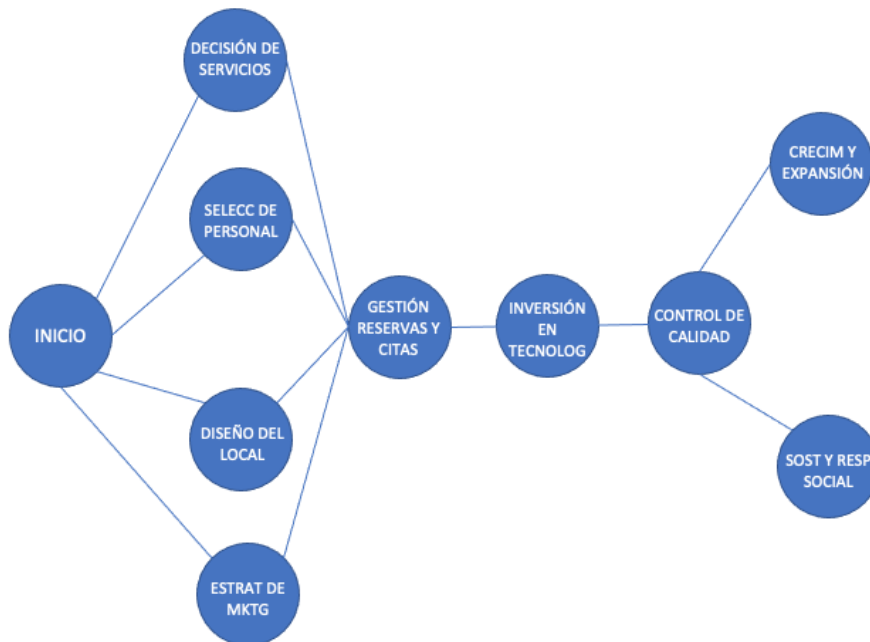 DECISIÓN DE
SERVICIOS
SELECC DE
PERSONAL
INICIO
DISEÑO DEL
LOCAL
ESTRAT DE
MKTG
GESTIÓN
RESERVAS Y
CITAS
INVERSIÓN
EN
TECNOLOG
CONTROL DE
CALIDAD
CRECIM Y
EXPANSIÓN
SOST Y RESP
SOCIAL